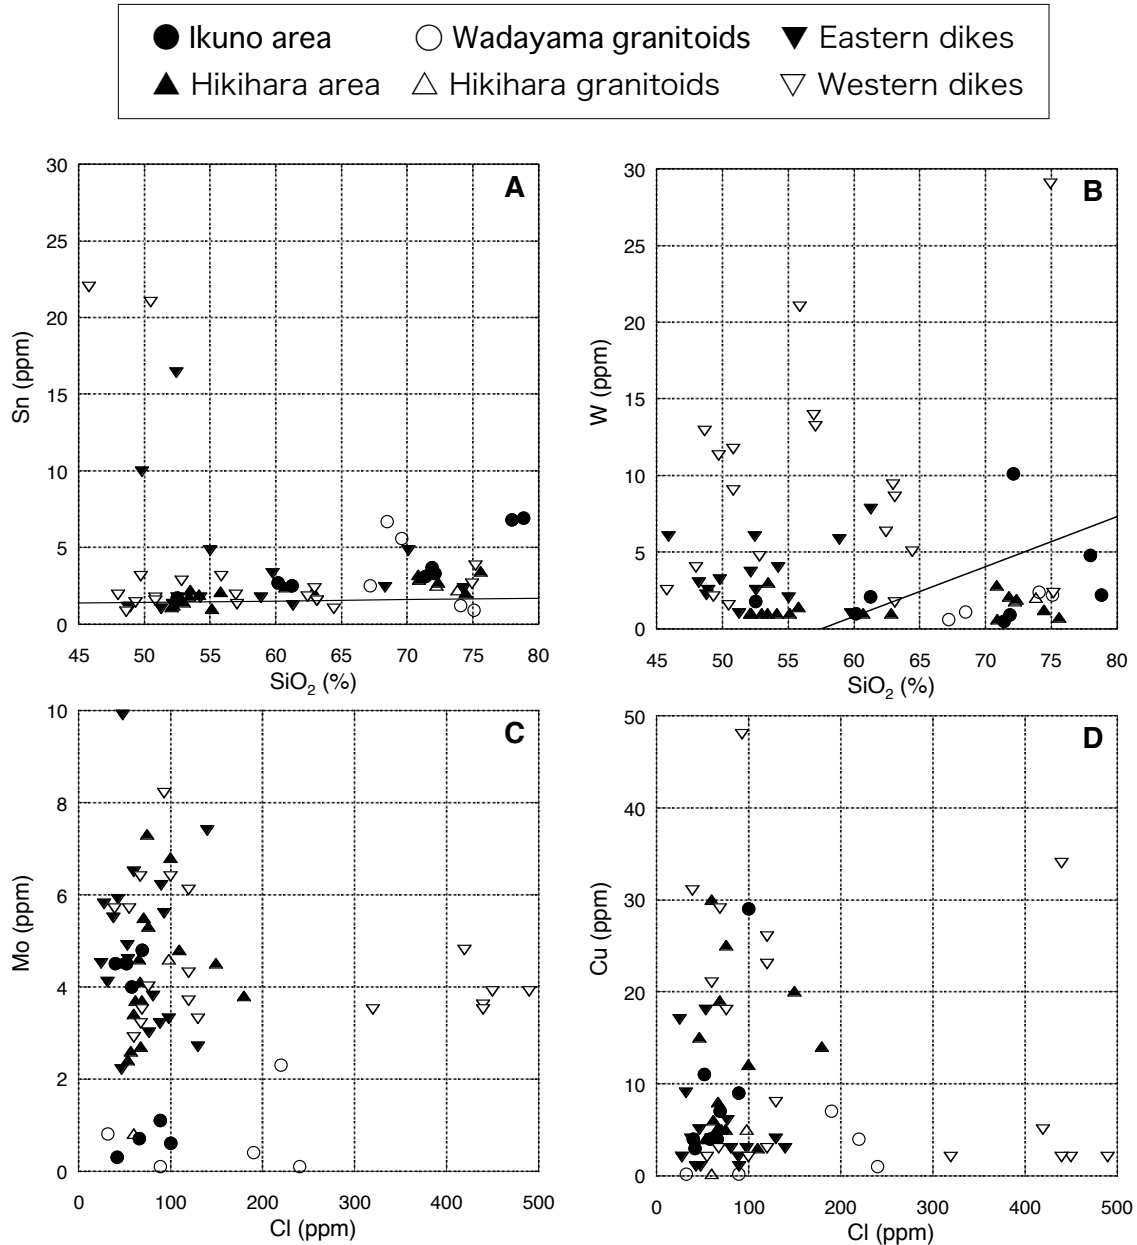 Ikuno area Wadayama granitoids Eastern dikes
Hikihara area Hikihara granitoids Western dikes
A
30
25
20
15
10
5
0
Sn (ppm)
45 50 55 60 65 70 75 80
SiO₂ (%)
B
30
25
20
15
10
5
0
W (ppm)
45 50 55 60 65 70 75 80
SiO₂ (%)
C
10
8
6
4
2
0
Mo (ppm)
0 100 200 300 400 500
Cl (ppm)
D
50
40
30
20
10
0
Cu (ppm)
0 100 200 300 400 500
Cl (ppm)